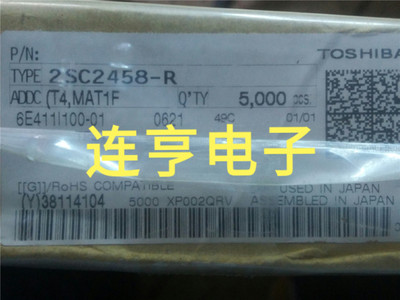 P/N: TOSHIBA
TYPE 2SC2458-R
ADDC (T4,MAT1F Q'TY 5,000 pcs.
6E411I100-01 0621 49C 01/01
连亨电子
[[G]]/RoHS COMPATIBLE USED IN JAPAN
(Y)38114104 5000 XP002QRV ASSEMBLED IN JAPAN